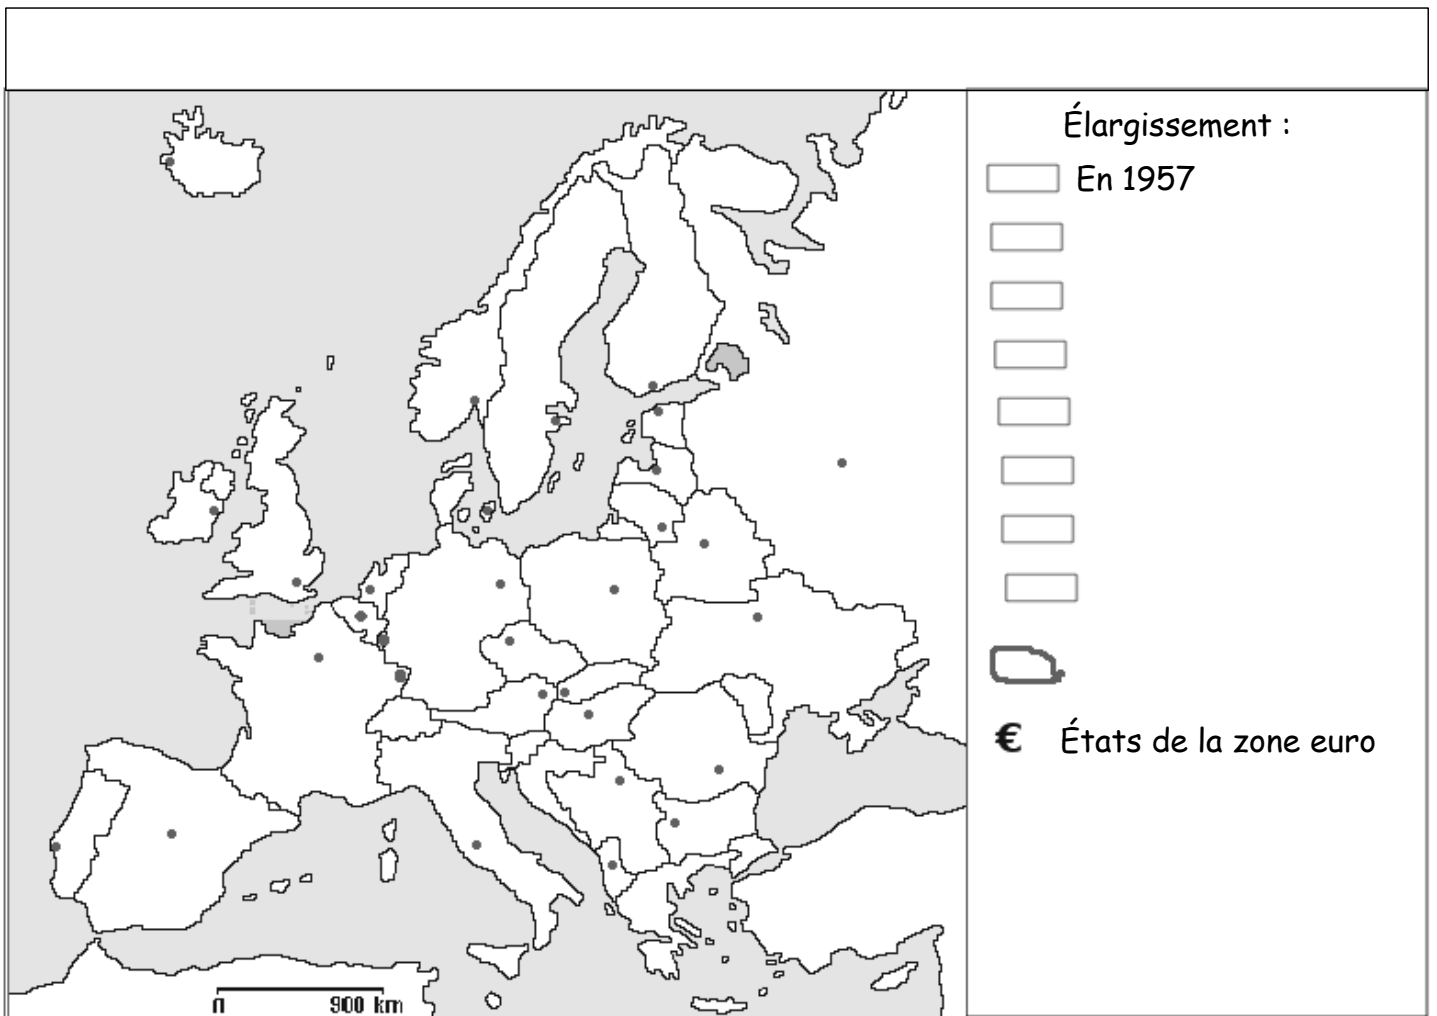 Élargissement :
En 1957
€ États de la zone euro
0 900 km